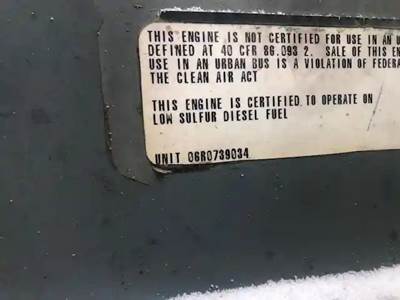 THIS ENGINE IS NOT CERTIFIED FOR USE IN AN
DEFINED AT 40 CFR 86.093 2. SALE OF THIS
USE IN AN URBAN BUS IS A VIOLATION OF
THE CLEAN AIR ACT
THIS ENGINE IS CERTIFIED TO OPERATE ON
LOW SULFUR DIESEL FUEL
UNIT 06R0739034